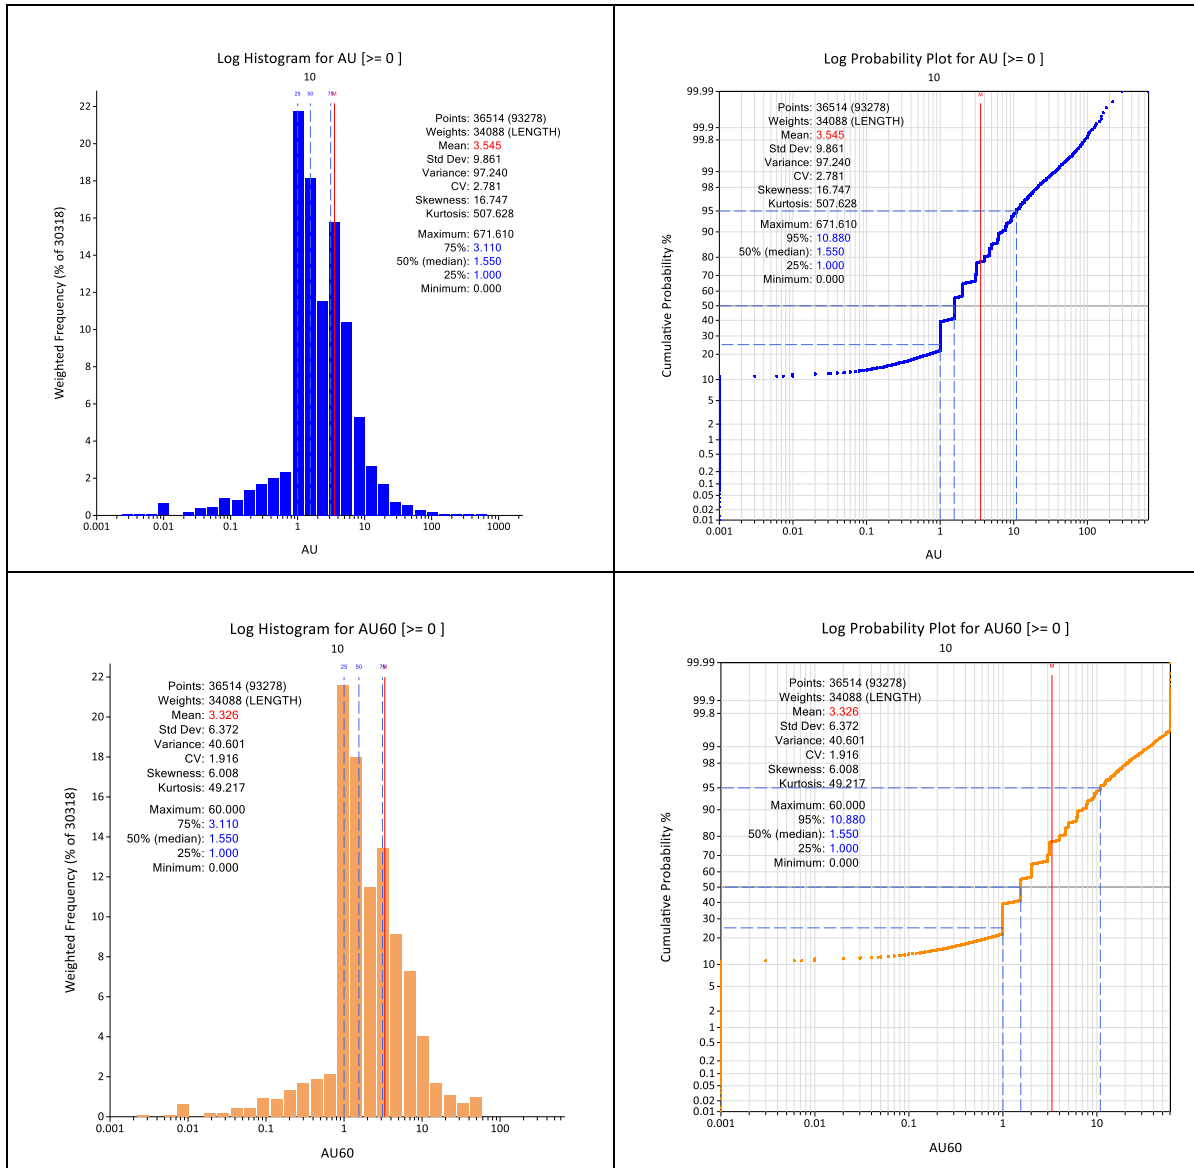 Log Histogram for AU [>= 0 ]
10
25 50 75 M
Points: 36514 (93278)
Weights: 34088 (LENGTH)
Mean: 3.545
Std Dev: 9.861
Variance: 97.240
CV: 2.781
Skewness: 16.747
Kurtosis: 507.628
Maximum: 671.610
75%: 3.110
50% (median): 1.550
25%: 1.000
Minimum: 0.000
Weighted Frequency (% of 30318)
22
20
18
16
14
12
10
8
6
4
2
0
0.001 0.01 0.1 1 10 100 1000
AU
Log Probability Plot for AU [>= 0 ]
10
M
Points: 36514 (93278)
Weights: 34088 (LENGTH)
Mean: 3.545
Std Dev: 9.861
Variance: 97.240
CV: 2.781
Skewness: 16.747
Kurtosis: 507.628
Maximum: 671.610
95%: 10.880
50% (median): 1.550
25%: 1.000
Minimum: 0.000
Cumulative Probability %
99.99
99.9
99.8
99
98
95
90
80
70
60
50
40
30
20
10
5
2
1
0.5
0.2
0.1
0.05
0.02
0.01
0.001 0.01 0.1 1 10 100
AU
Log Histogram for AU60 [>= 0 ]
10
25 50 75 M
Points: 36514 (93278)
Weights: 34088 (LENGTH)
Mean: 3.326
Std Dev: 6.372
Variance: 40.601
CV: 1.916
Skewness: 6.008
Kurtosis: 49.217
Maximum: 60.000
75%: 3.110
50% (median): 1.550
25%: 1.000
Minimum: 0.000
Weighted Frequency (% of 30318)
22
20
18
16
14
12
10
8
6
4
2
0
0.001 0.01 0.1 1 10 100
AU60
Log Probability Plot for AU60 [>= 0 ]
10
M
Points: 36514 (93278)
Weights: 34088 (LENGTH)
Mean: 3.326
Std Dev: 6.372
Variance: 40.601
CV: 1.916
Skewness: 6.008
Kurtosis: 49.217
Maximum: 60.000
95%: 10.880
50% (median): 1.550
25%: 1.000
Minimum: 0.000
Cumulative Probability %
99.99
99.9
99.8
99
98
95
90
80
70
60
50
40
30
20
10
5
2
1
0.5
0.2
0.1
0.05
0.02
0.01
0.001 0.01 0.1 1 10
AU60